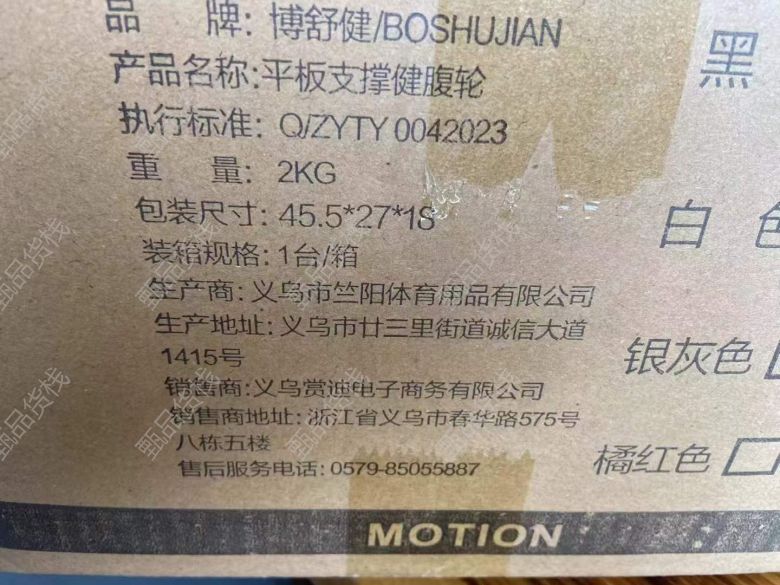 品 牌: 博舒健/BOSHUJIAN
产品名称:平板支撑健腹轮
执行标准: Q/ZYTY 0042023
重 量: 2KG
包装尺寸: 45.5*27*18
装箱规格: 1台/箱
生产商: 义乌市竺阳体育用品有限公司
生产地址: 义乌市廿三里街道诚信大道
1415号
销售商: 义乌赏迪电子商务有限公司
销售商地址: 浙江省义乌市春华路575号
八栋五楼
售后服务电话: 0579-85055887
黑
白色
银灰色
橘红色
MOTION
甄品货栈